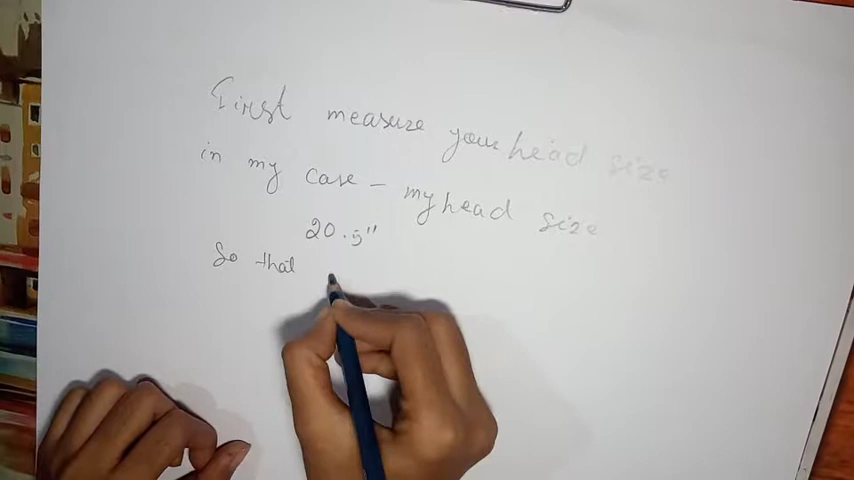 First measure your head size
in my case - my head size
20.5"
So that